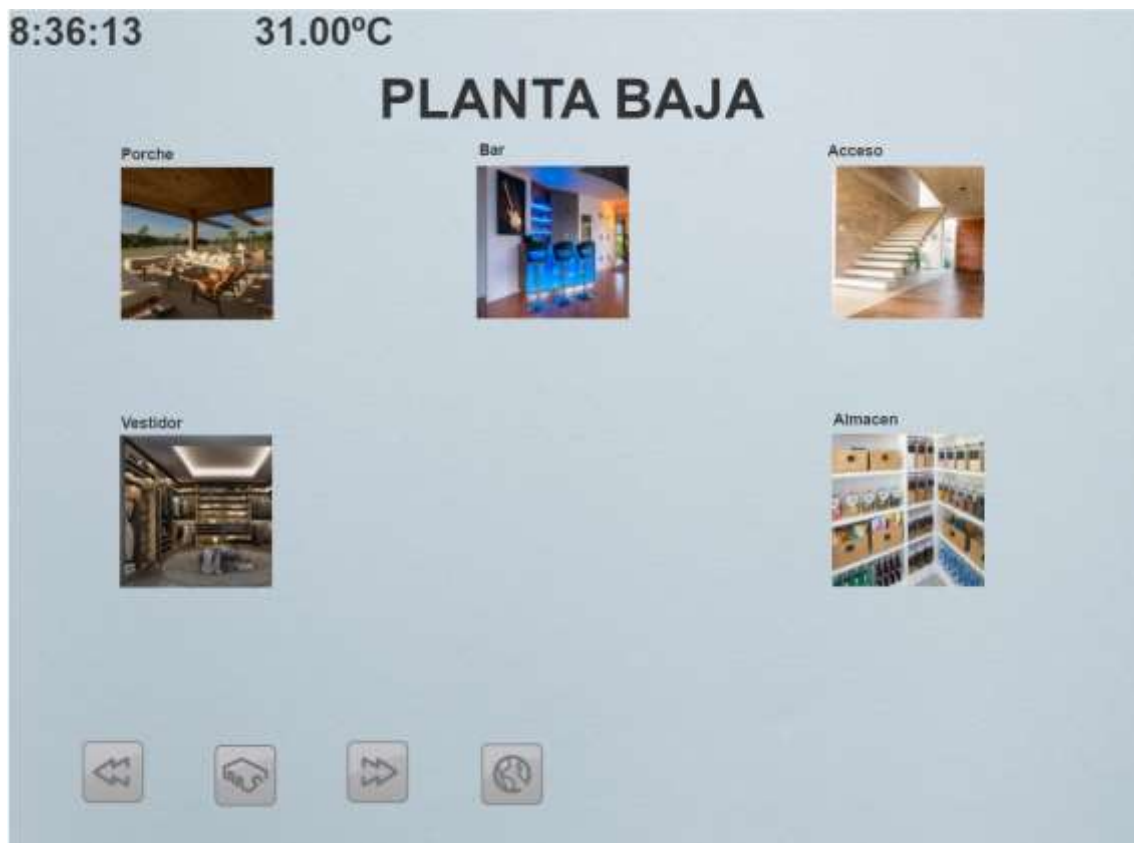 8:36:13 31.00ºC
PLANTA BAJA
Porche Bar Acceso
Vestidor Almacen